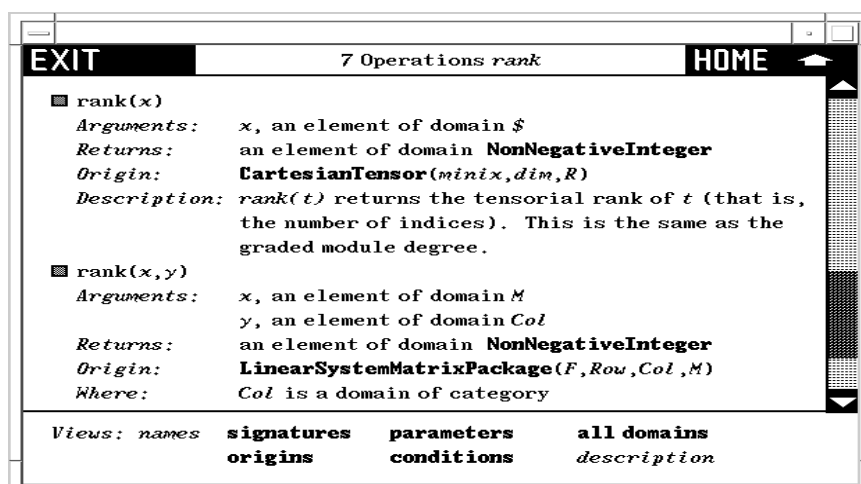 EXIT 7 Operations rank HOME
rank(x)
Arguments: x, an element of domain $
Returns: an element of domain NonNegativeInteger
Origin: CartesianTensor(minix,dim,R)
Description: rank(t) returns the tensorial rank of t (that is,
the number of indices). This is the same as the
graded module degree.
rank(x,y)
Arguments: x, an element of domain M
y, an element of domain Col
Returns: an element of domain NonNegativeInteger
Origin: LinearSystemMatrixPackage(F,Row,Col,M)
Where: Col is a domain of category
Views: names signatures parameters all domains
origins conditions description